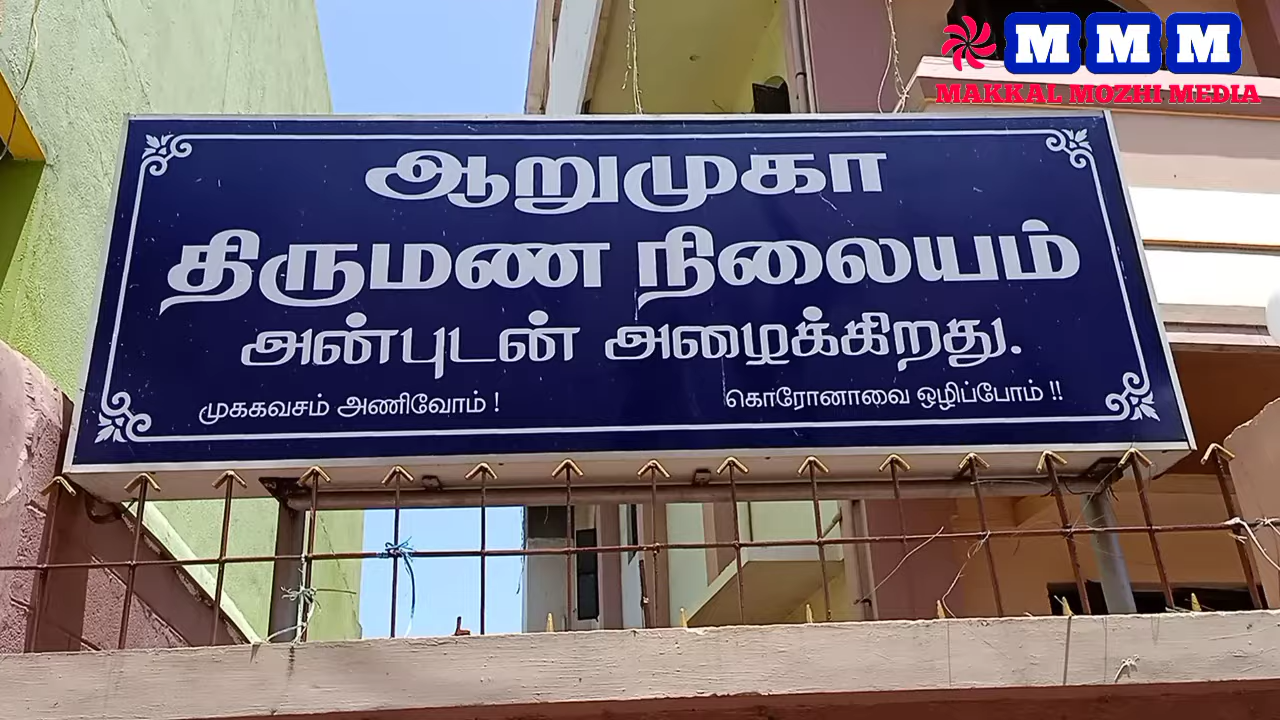 MMM
MAKKAL MOZHI MEDIA
ஆறுமுகா
திருமண நிலையம்
அன்புடன் அழைக்கிறது.
முககவசம் அணிவோம் ! கொரோனாவை ஒழிப்போம் !!